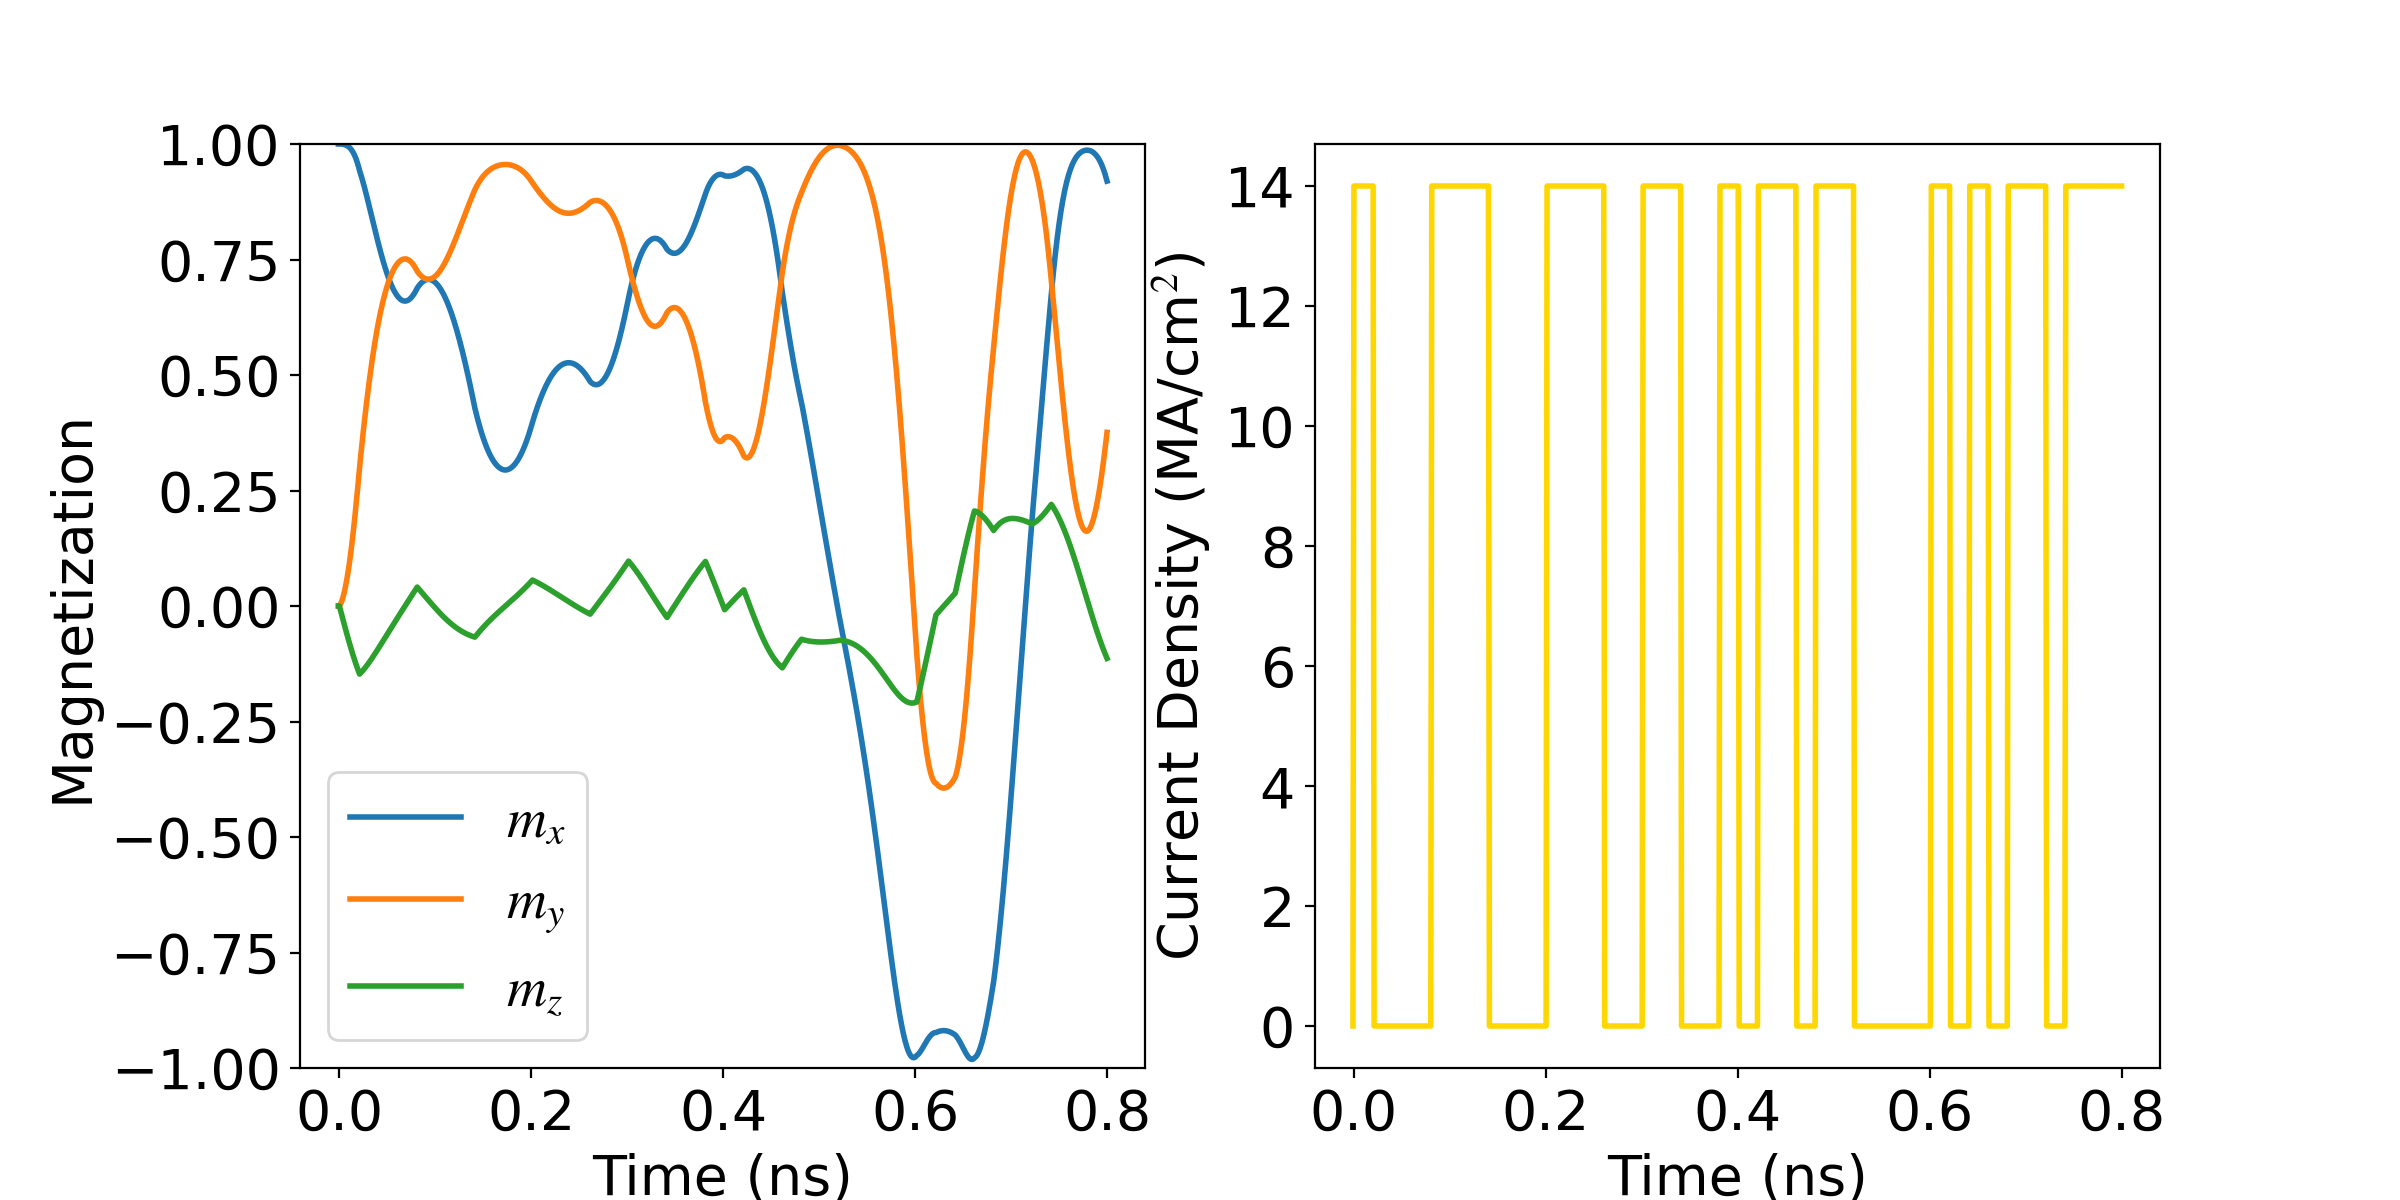 Magnetization
1.00
0.75
0.50
0.25
0.00
−0.25
−0.50
−0.75
−1.00
m_x
m_y
m_z
0.0 0.2 0.4 0.6 0.8
Time (ns)
Current Density (MA/cm²)
14
12
10
8
6
4
2
0
0.0 0.2 0.4 0.6 0.8
Time (ns)